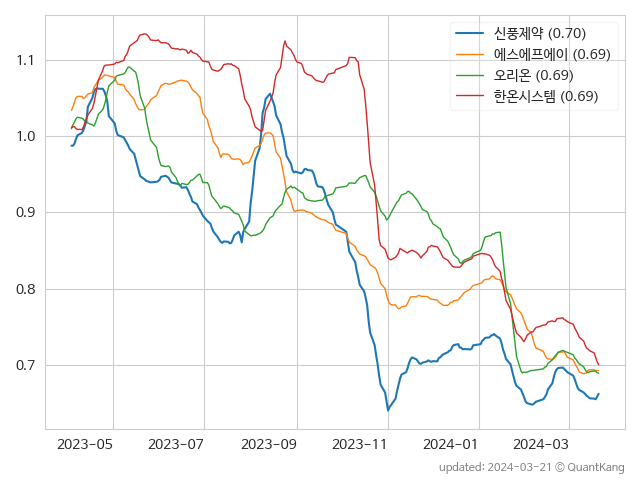 신풍제약 (0.70)
에스에프에이 (0.69)
오리온 (0.69)
한온시스템 (0.69)
1.1
1.0
0.9
0.8
0.7
2023-05 2023-07 2023-09 2023-11 2024-01 2024-03
updated: 2024-03-21 © QuantKang